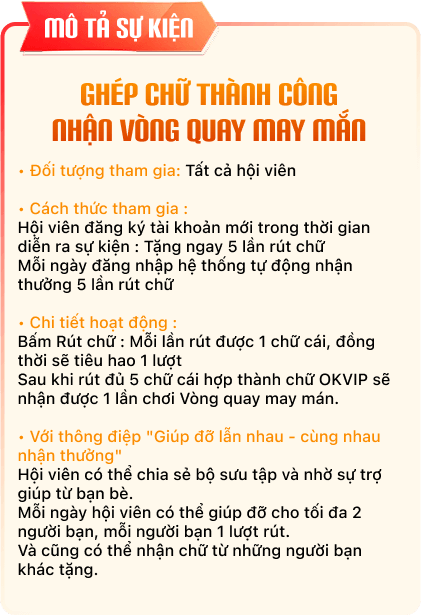 MÔ TẢ SỰ KIỆN
GHÉP CHỮ THÀNH CÔNG
NHẬN VÒNG QUAY MAY MẮN
• Đối tượng tham gia: Tất cả hội viên
• Cách thức tham gia :
Hội viên đăng ký tài khoản mới trong thời gian
diễn ra sự kiện : Tặng ngay 5 lần rút chữ
Mỗi ngày đăng nhập hệ thống tự động nhận
thưởng 5 lần rút chữ
• Chi tiết hoạt động :
Bấm Rút chữ : Mỗi lần rút được 1 chữ cái, đồng
thời sẽ tiêu hao 1 lượt
Sau khi rút đủ 5 chữ cái hợp thành chữ OKVIP sẽ
nhận được 1 lần chơi Vòng quay may mán.
• Với thông điệp "Giúp đỡ lẫn nhau - cùng nhau
nhận thưởng"
Hội viên có thể chia sẻ bộ sưu tập và nhờ sự trợ
giúp từ bạn bè.
Mỗi ngày hội viên có thể giúp đỡ cho tối đa 2
người bạn, mỗi người bạn 1 lượt rút.
Và cũng có thể nhận chữ từ những người bạn
khác tặng.